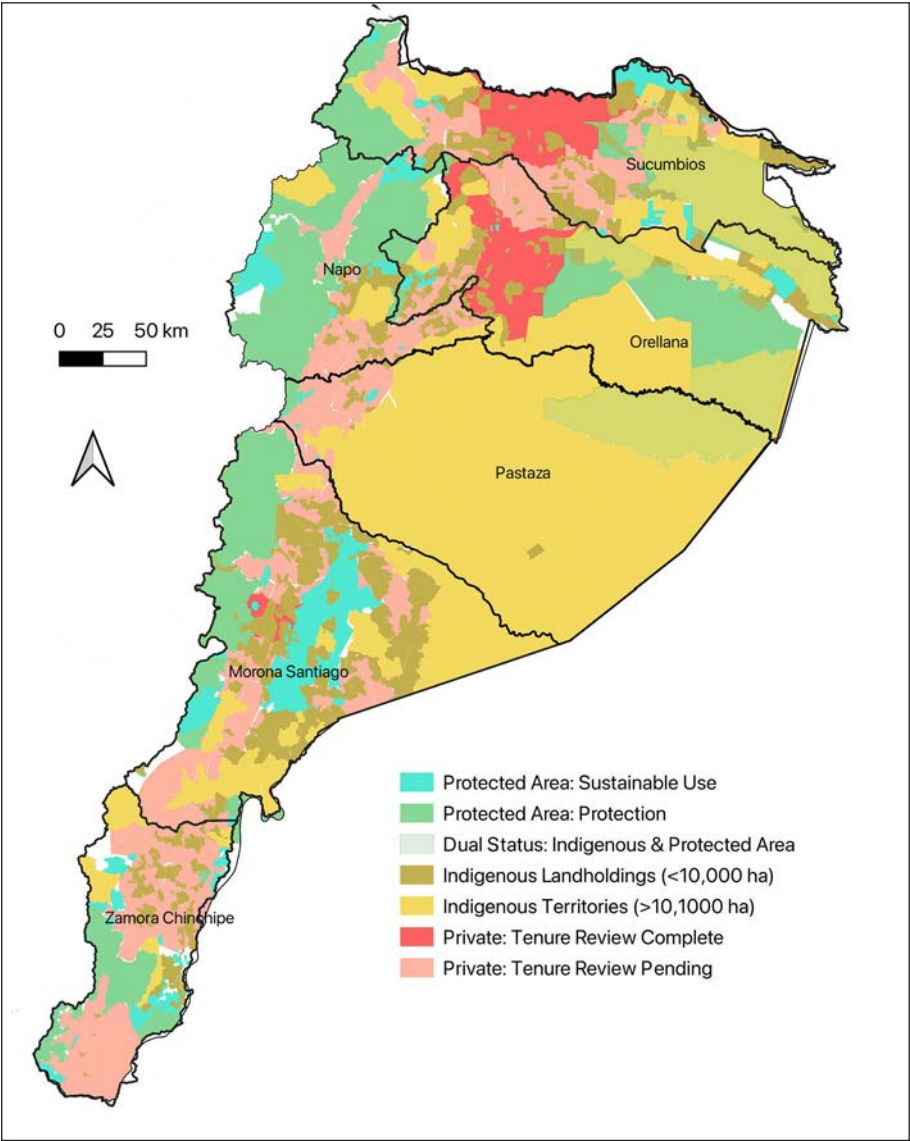 Sucumbios
Napo
0 25 50 km
Orellana
Pastaza
Morona Santiago
Protected Area: Sustainable Use
Protected Area: Protection
Dual Status: Indigenous & Protected Area
Indigenous Landholdings (<10,000 ha)
Indigenous Territories (>10,1000 ha)
Private: Tenure Review Complete
Private: Tenure Review Pending
Zamora Chinchipe